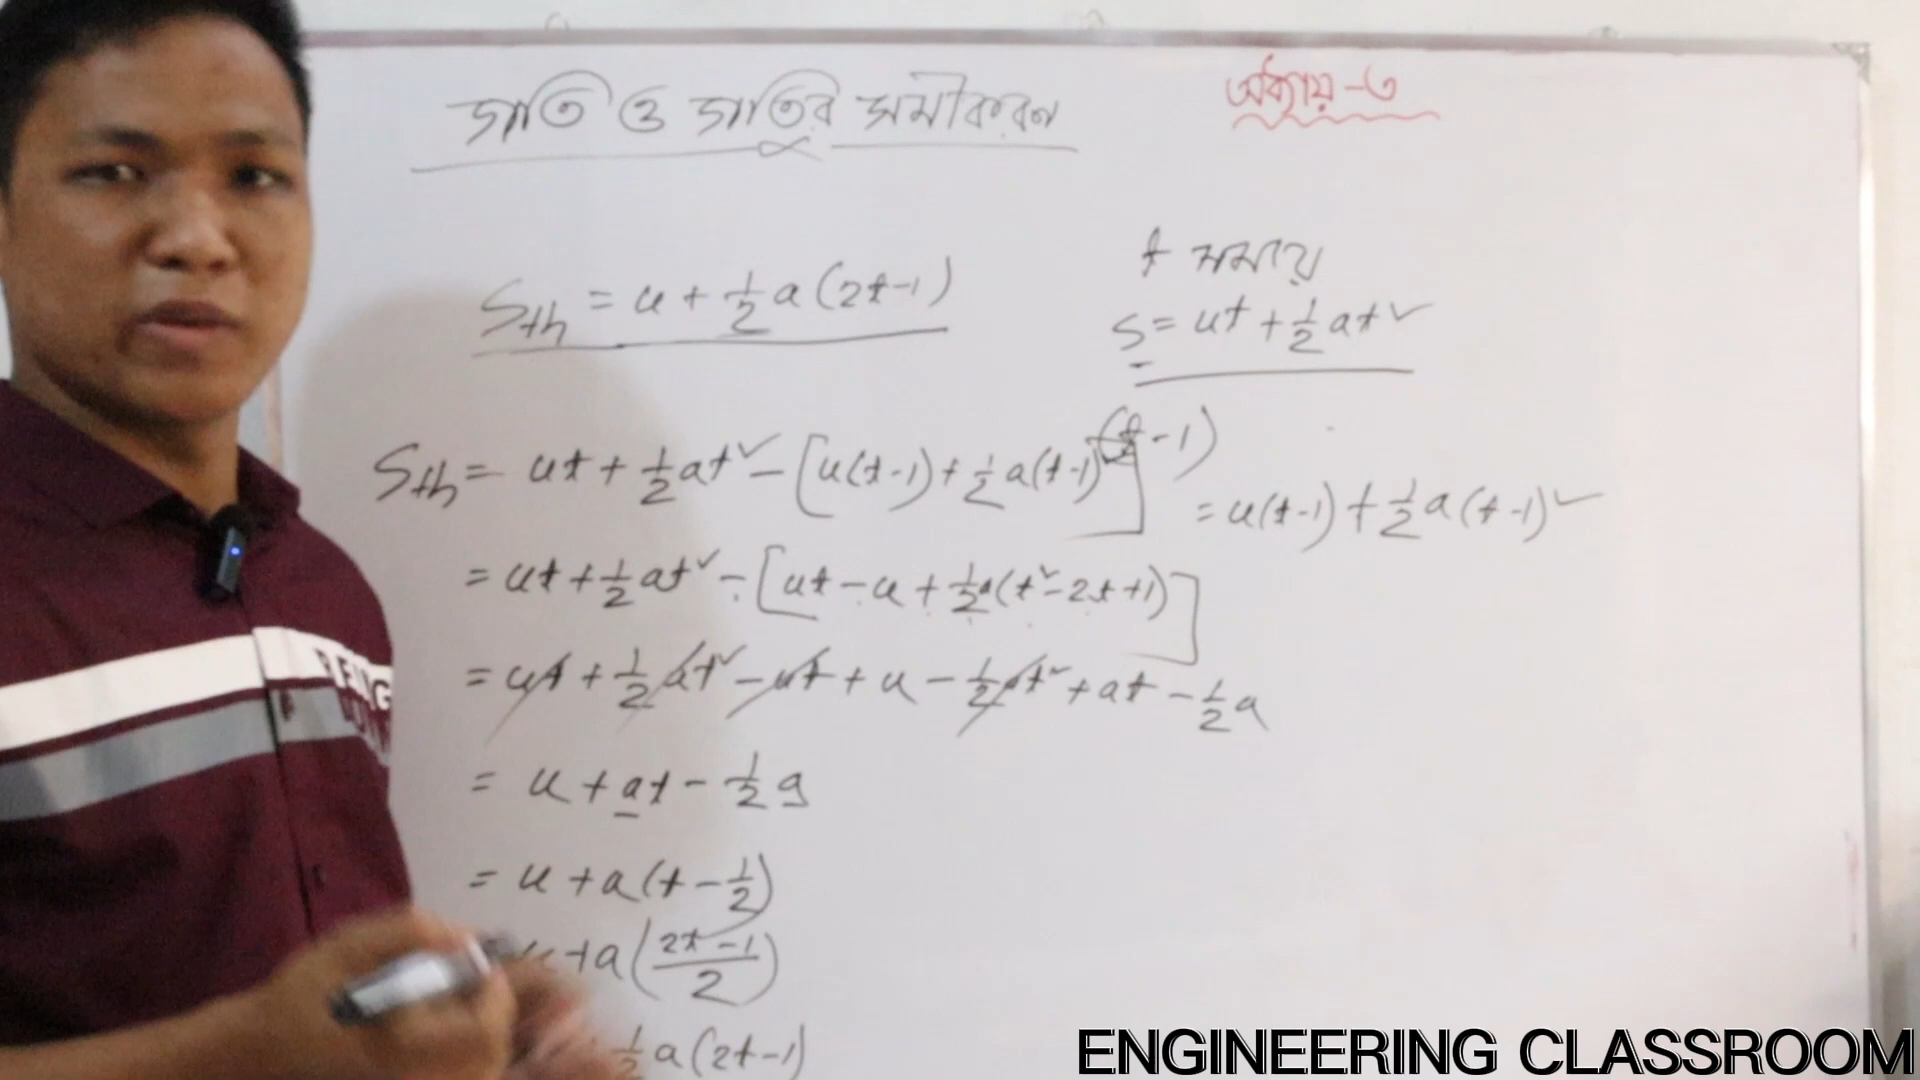 গতি ও গতির সমীকরণ
অধ্যায়-৩
Sth = u + 1/2 a (2t-1)
t সময়ে
S = ut + 1/2 at²
(t-1)
Sth = ut + 1/2 at² - [u(t-1) + 1/2 a(t-1)²]
= u(t-1) + 1/2 a (t-1)²
= ut + 1/2 at² - [ut - u + 1/2 a(t² - 2t + 1)]
= ut + 1/2 at² - ut + u - 1/2 at² + at - 1/2 a
= u + at - 1/2 a
= u + a(t - 1/2)
u + a(2t-1/2)
1/2 a(2t-1)
ENGINEERING CLASSROOM